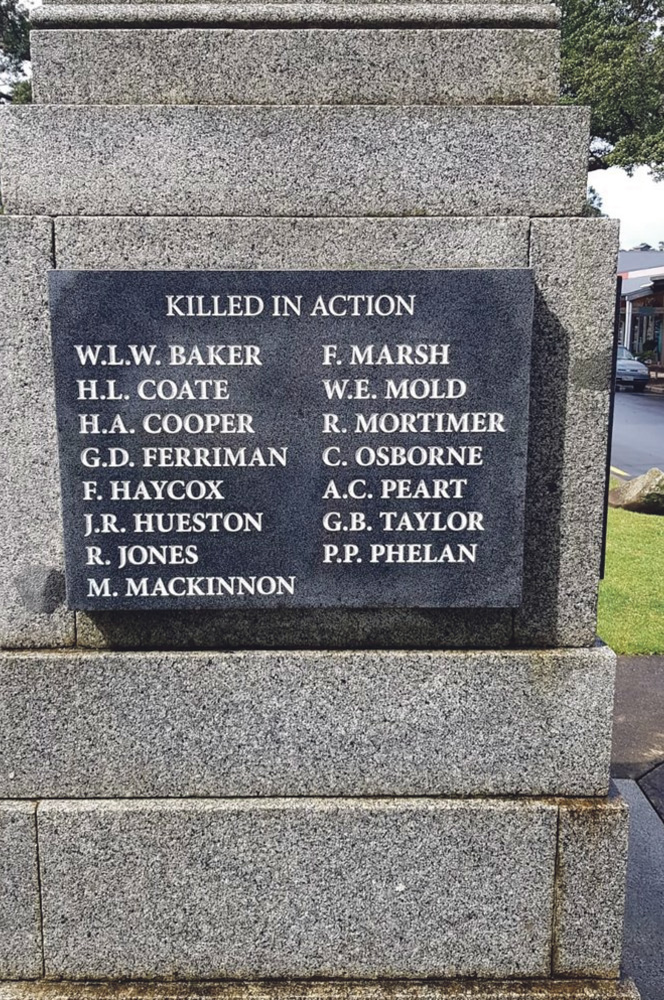 KILLED IN ACTION
W.L.W. BAKER
H.L. COATE
H.A. COOPER
G.D. FERRIMAN
F. HAYCOX
J.R. HUESTON
R. JONES
M. MACKINNON
F. MARSH
W.E. MOLD
R. MORTIMER
C. OSBORNE
A.C. PEART
G.B. TAYLOR
P.P. PHELAN